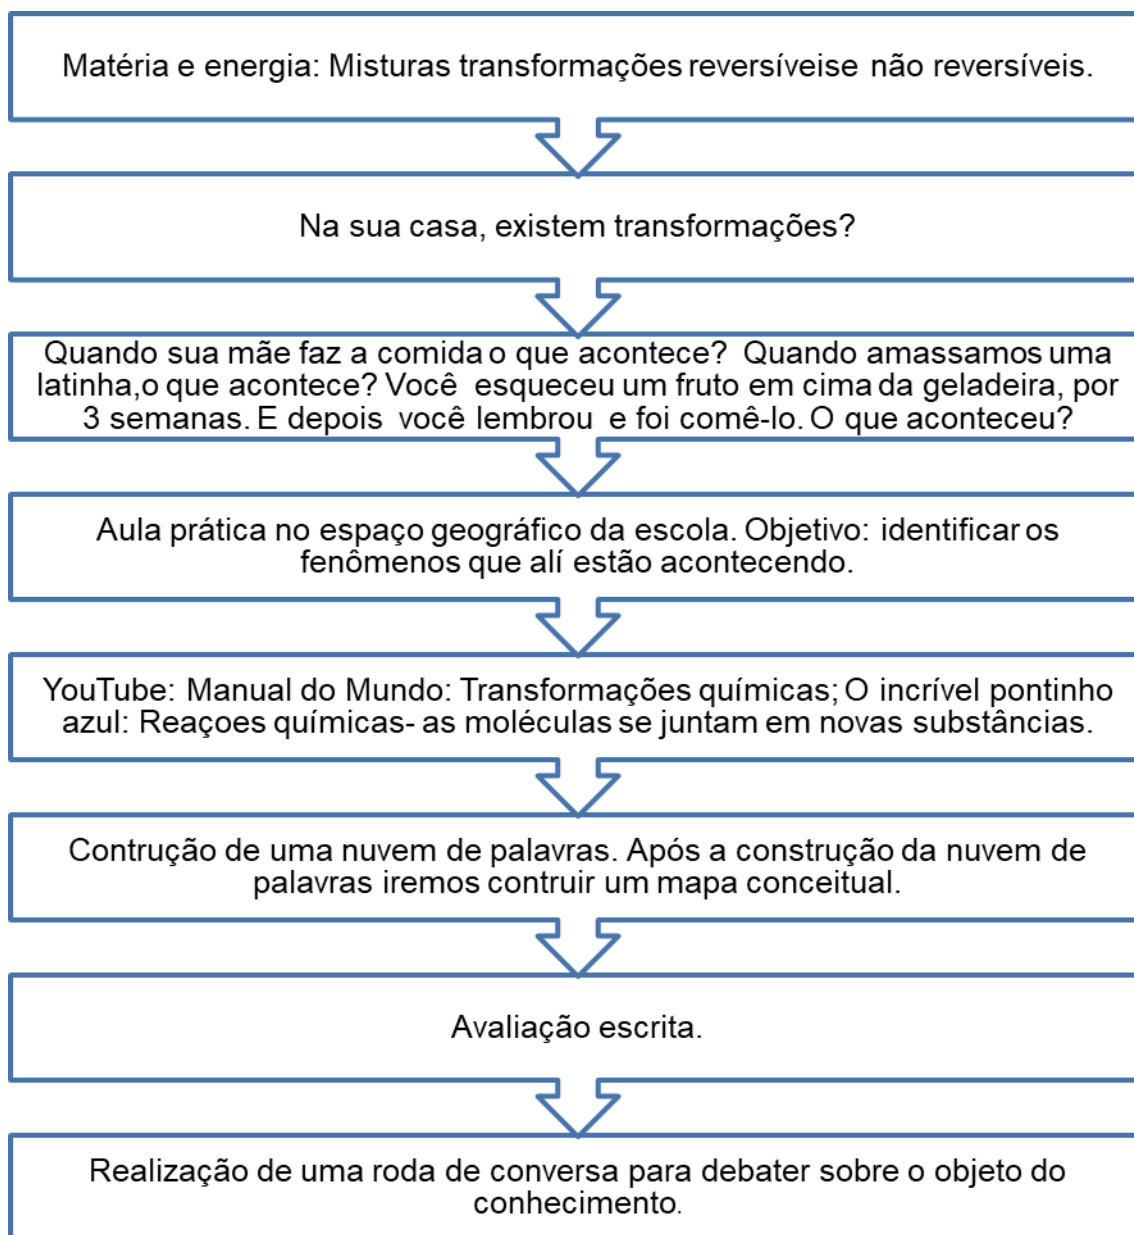 Matéria e energia: Misturas transformações reversíveise não reversíveis.
Na sua casa, existem transformações?
Quando sua mãe faz a comida o que acontece? Quando amassamos uma
latinha,o que acontece? Você esqueceu um fruto em cima da geladeira, por
3 semanas. E depois você lembrou e foi comê-lo. O que aconteceu?
Aula prática no espaço geográfico da escola. Objetivo: identificar os
fenômenos que alí estão acontecendo.
YouTube: Manual do Mundo: Transformações químicas; O incrível pontinho
azul: Reaçoes químicas- as moléculas se juntam em novas substâncias.
Contrução de uma nuvem de palavras. Após a construção da nuvem de
palavras iremos contruir um mapa conceitual.
Avaliação escrita.
Realização de uma roda de conversa para debater sobre o objeto do
conhecimento.